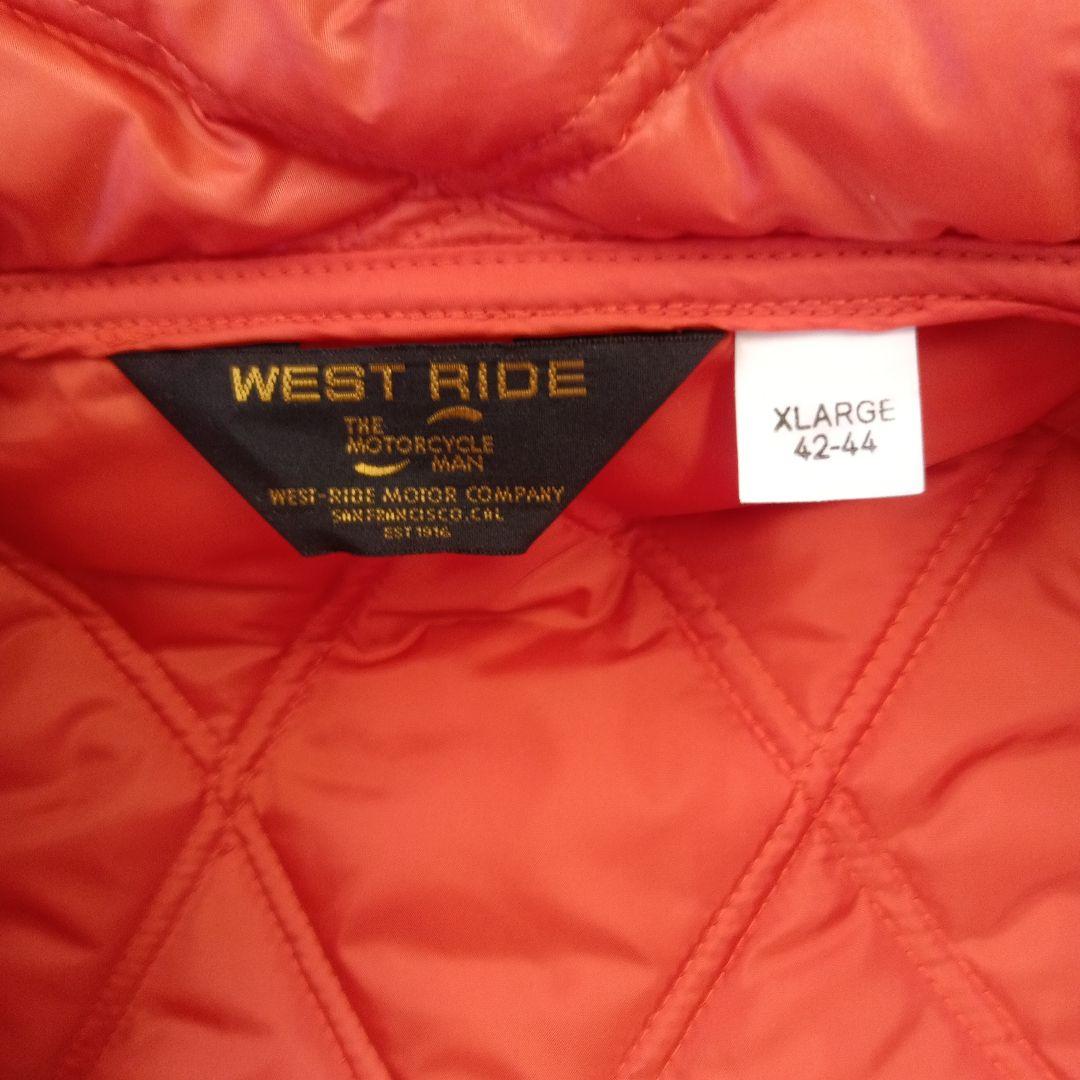 WEST RIDE
THE
MOTORCYCLE
MAN
WEST-RIDE MOTOR COMPANY
SANFRANCISCO.CAL
EST 1916
XLARGE
42-44